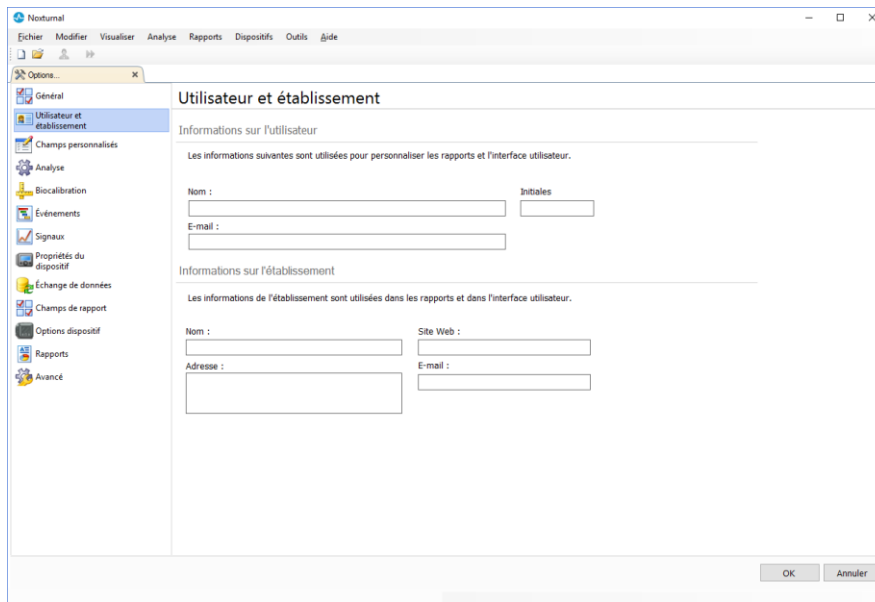 Noxturnal
Fichier Modifier Visualiser Analyse Rapports Dispositifs Outils Aide
Options...
Général
Utilisateur et
établissement
Champs personnalisés
Analyse
Biocalibration
Événements
Signaux
Propriétés du
dispositif
Échange de données
Champs de rapport
Options dispositif
Rapports
Avancé
Utilisateur et établissement
Informations sur l'utilisateur
Les informations suivantes sont utilisées pour personnaliser les rapports et l'interface utilisateur.
Nom : Initiales
E-mail :
Informations sur l'établissement
Les informations de l'établissement sont utilisées dans les rapports et dans l'interface utilisateur.
Nom : Site Web :
Adresse : E-mail :
OK Annuler